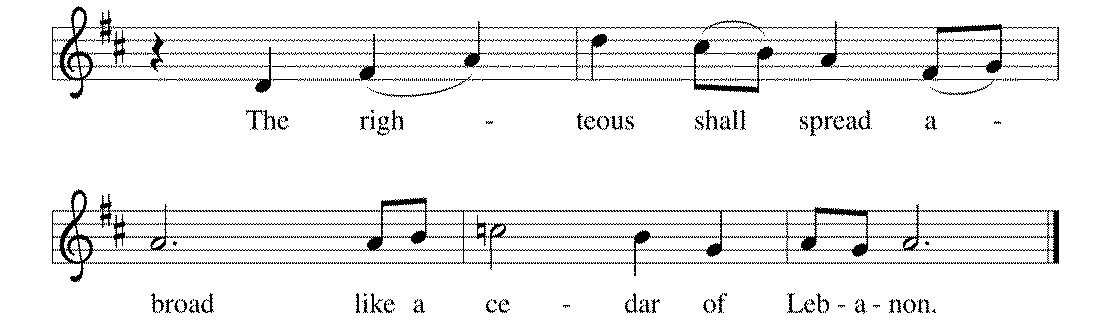 The righ - teous shall spread a -
broad like a ce - dar of Leb - a - non.